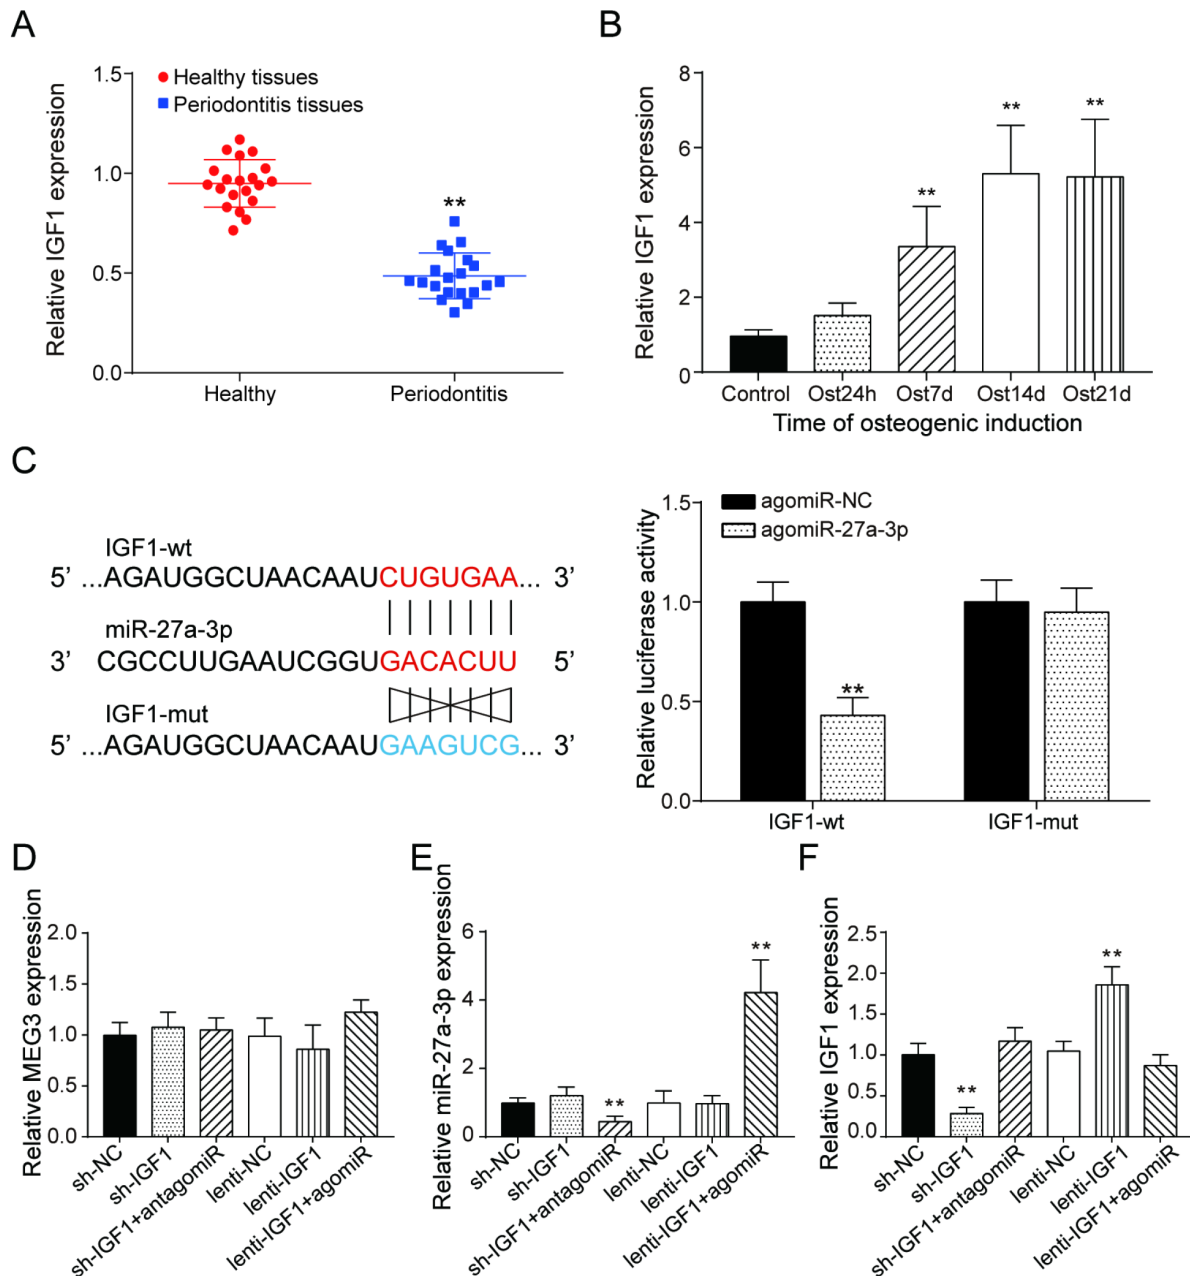 A
Relative IGF1 expression
1.5
1.0
0.5
0.0
Healthy tissues
Periodontitis tissues
**
Healthy
Periodontitis
B
Relative IGF1 expression
8
6
4
2
0
**
**
**
Control
Ost24h
Ost7d
Ost14d
Ost21d
Time of osteogenic induction
C
IGF1-wt
5’ ...AGAUGGCUAACAAUCUGUGAA... 3’
miR-27a-3p
3’ CGCCUUGAAUCGGUGACACUU 5’
IGF1-mut
5’ ...AGAUGGCUAACAAUGAAGUCG... 3’
Relative luciferase activity
1.5
1.0
0.5
0.0
agomiR-NC
agomiR-27a-3p
**
IGF1-wt
IGF1-mut
D
Relative MEG3 expression
2.0
1.5
1.0
0.5
0.0
sh-NC
sh-IGF1
sh-IGF1+antagomiR
lenti-NC
lenti-IGF1
lenti-IGF1+agomiR
E
Relative miR-27a-3p expression
6
4
2
0
**
**
sh-NC
sh-IGF1
sh-IGF1+antagomiR
lenti-NC
lenti-IGF1
lenti-IGF1+agomiR
F
Relative IGF1 expression
2.5
2.0
1.5
1.0
0.5
0.0
**
**
sh-NC
sh-IGF1
sh-IGF1+antagomiR
lenti-NC
lenti-IGF1
lenti-IGF1+agomiR